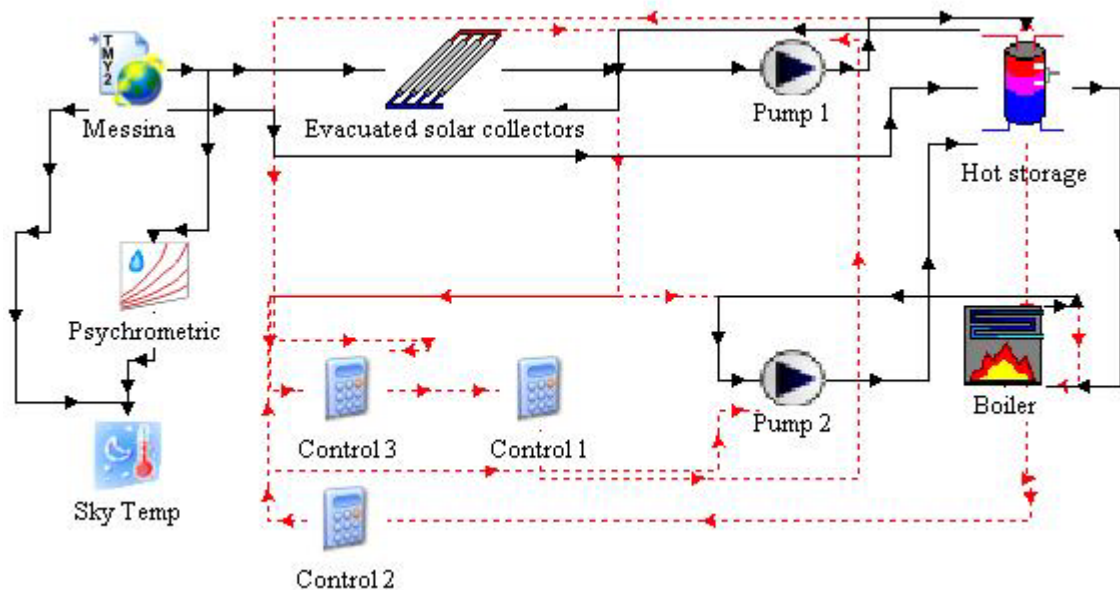 TMY2
Messina
Evacuated solar collectors
Pump 1
Hot storage
Psychrometric
Control 3
Control 1
Pump 2
Boiler
Sky Temp
Control 2